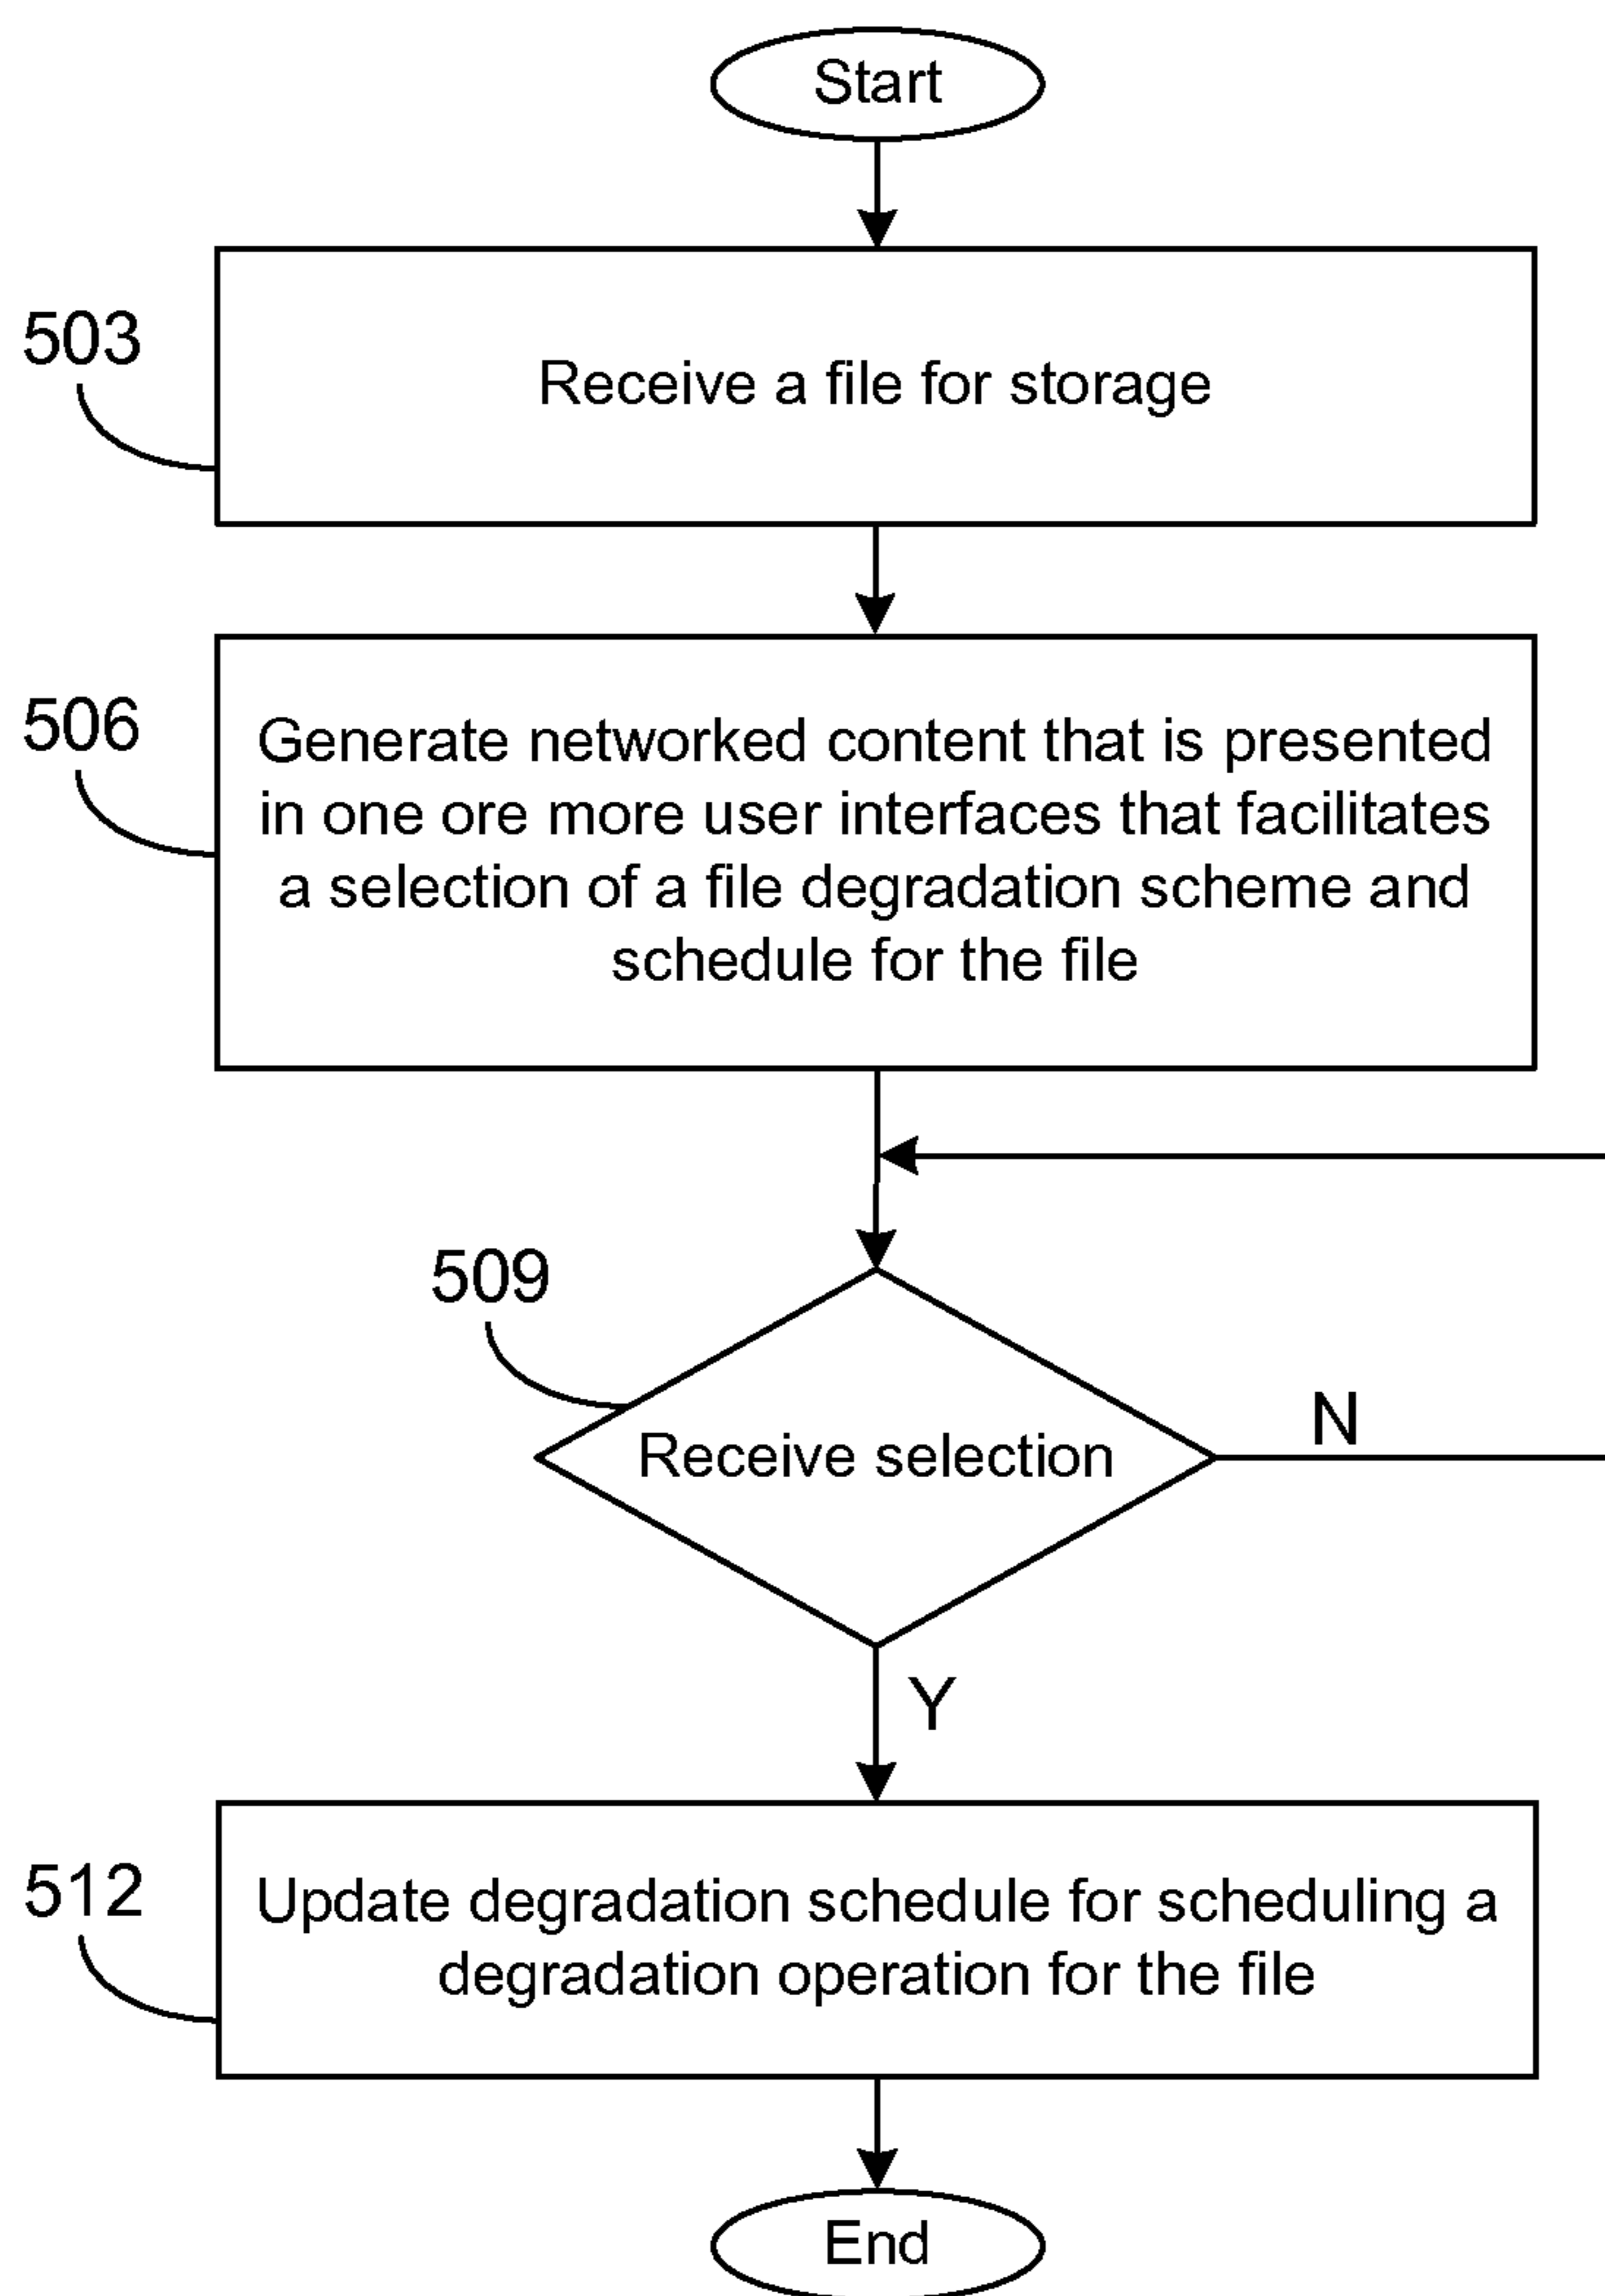 Start
503
Receive a file for storage
506
Generate networked content that is presented
in one ore more user interfaces that facilitates
a selection of a file degradation scheme and
schedule for the file
509
Receive selection
N
Y
512
Update degradation schedule for scheduling a
degradation operation for the file
End